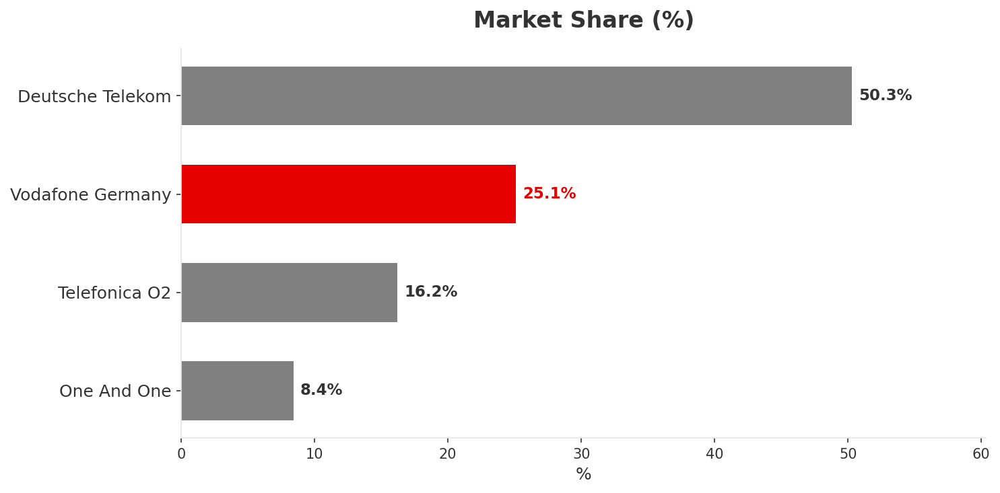 Market Share (%)
Deutsche Telekom 50.3%
Vodafone Germany 25.1%
Telefonica O2 16.2%
One And One 8.4%
0 10 20 30 40 50 60
%